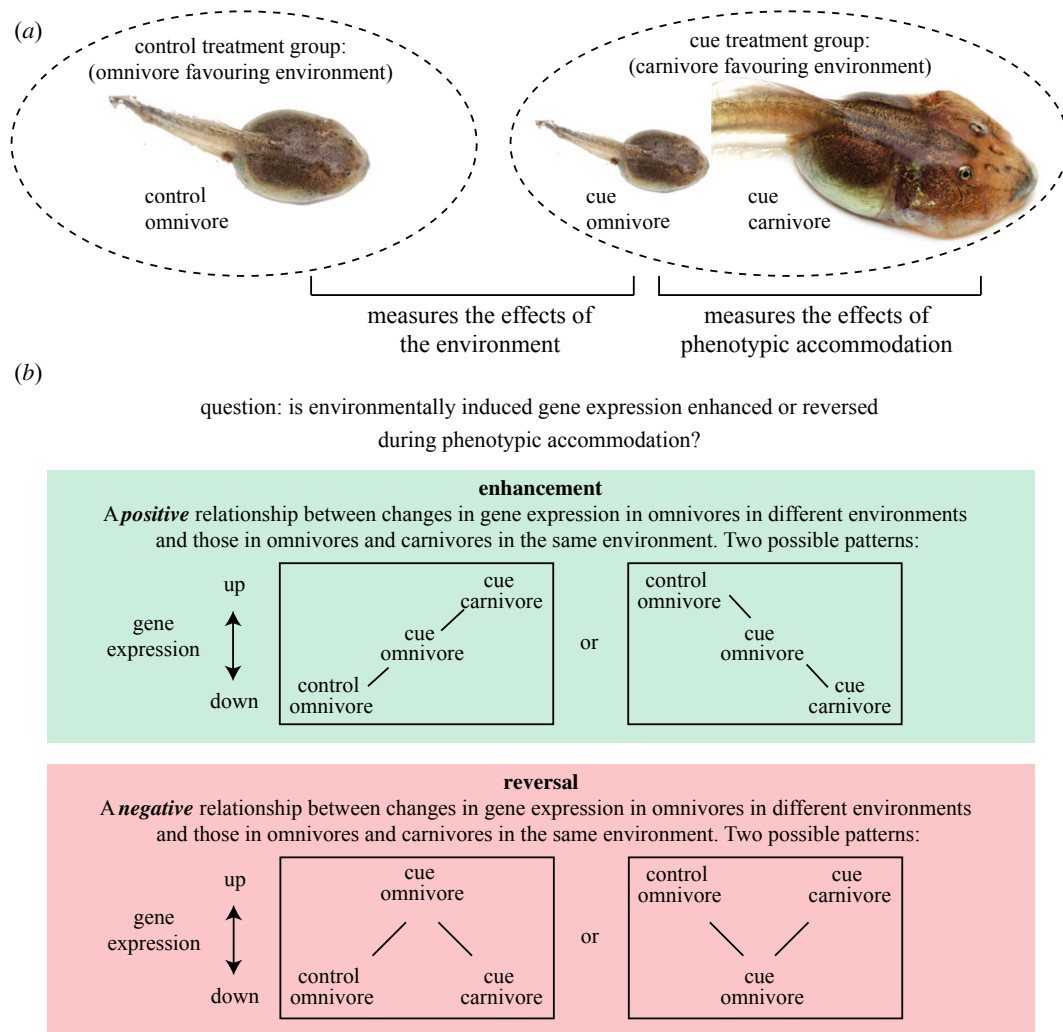 (a)
control treatment group:
(omnivore favouring environment)
cue treatment group:
(carnivore favouring environment)
control
omnivore
cue
omnivore
cue
carnivore
measures the effects of
the environment
measures the effects of
phenotypic accommodation
(b)
question: is environmentally induced gene expression enhanced or reversed
during phenotypic accommodation?
enhancement
A positive relationship between changes in gene expression in omnivores in different environments
and those in omnivores and carnivores in the same environment. Two possible patterns:
up
gene
expression
down
cue
carnivore
cue
omnivore
control
omnivore
or
control
omnivore
cue
omnivore
cue
carnivore
reversal
A negative relationship between changes in gene expression in omnivores in different environments
and those in omnivores and carnivores in the same environment. Two possible patterns:
up
gene
expression
down
cue
omnivore
control
omnivore
cue
carnivore
or
control
omnivore
cue
carnivore
cue
omnivore